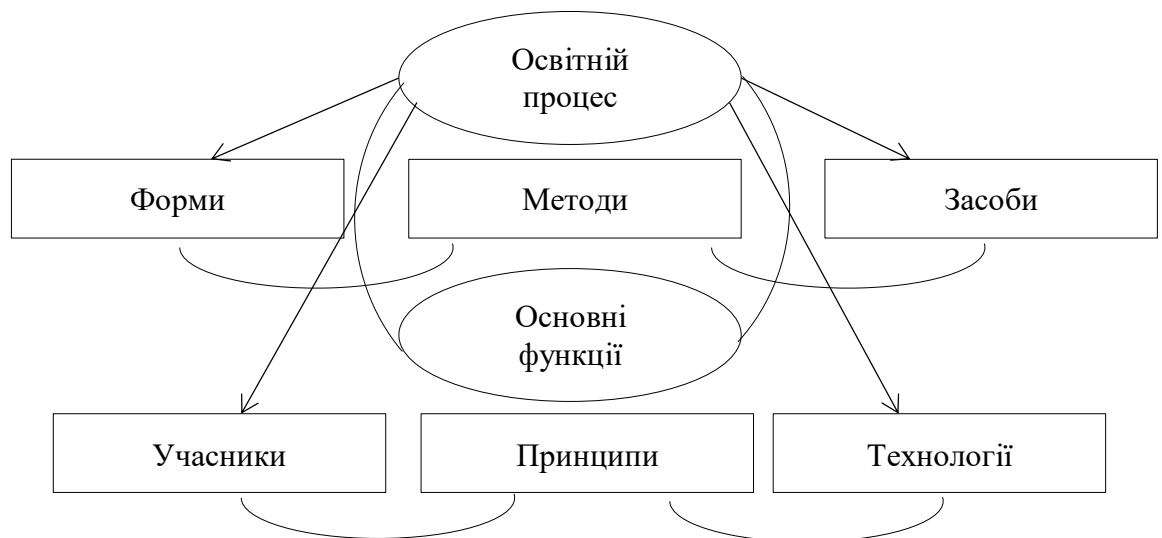 Освітній
процес
Форми
Методи
Засоби
Основні
функції
Учасники
Принципи
Технології